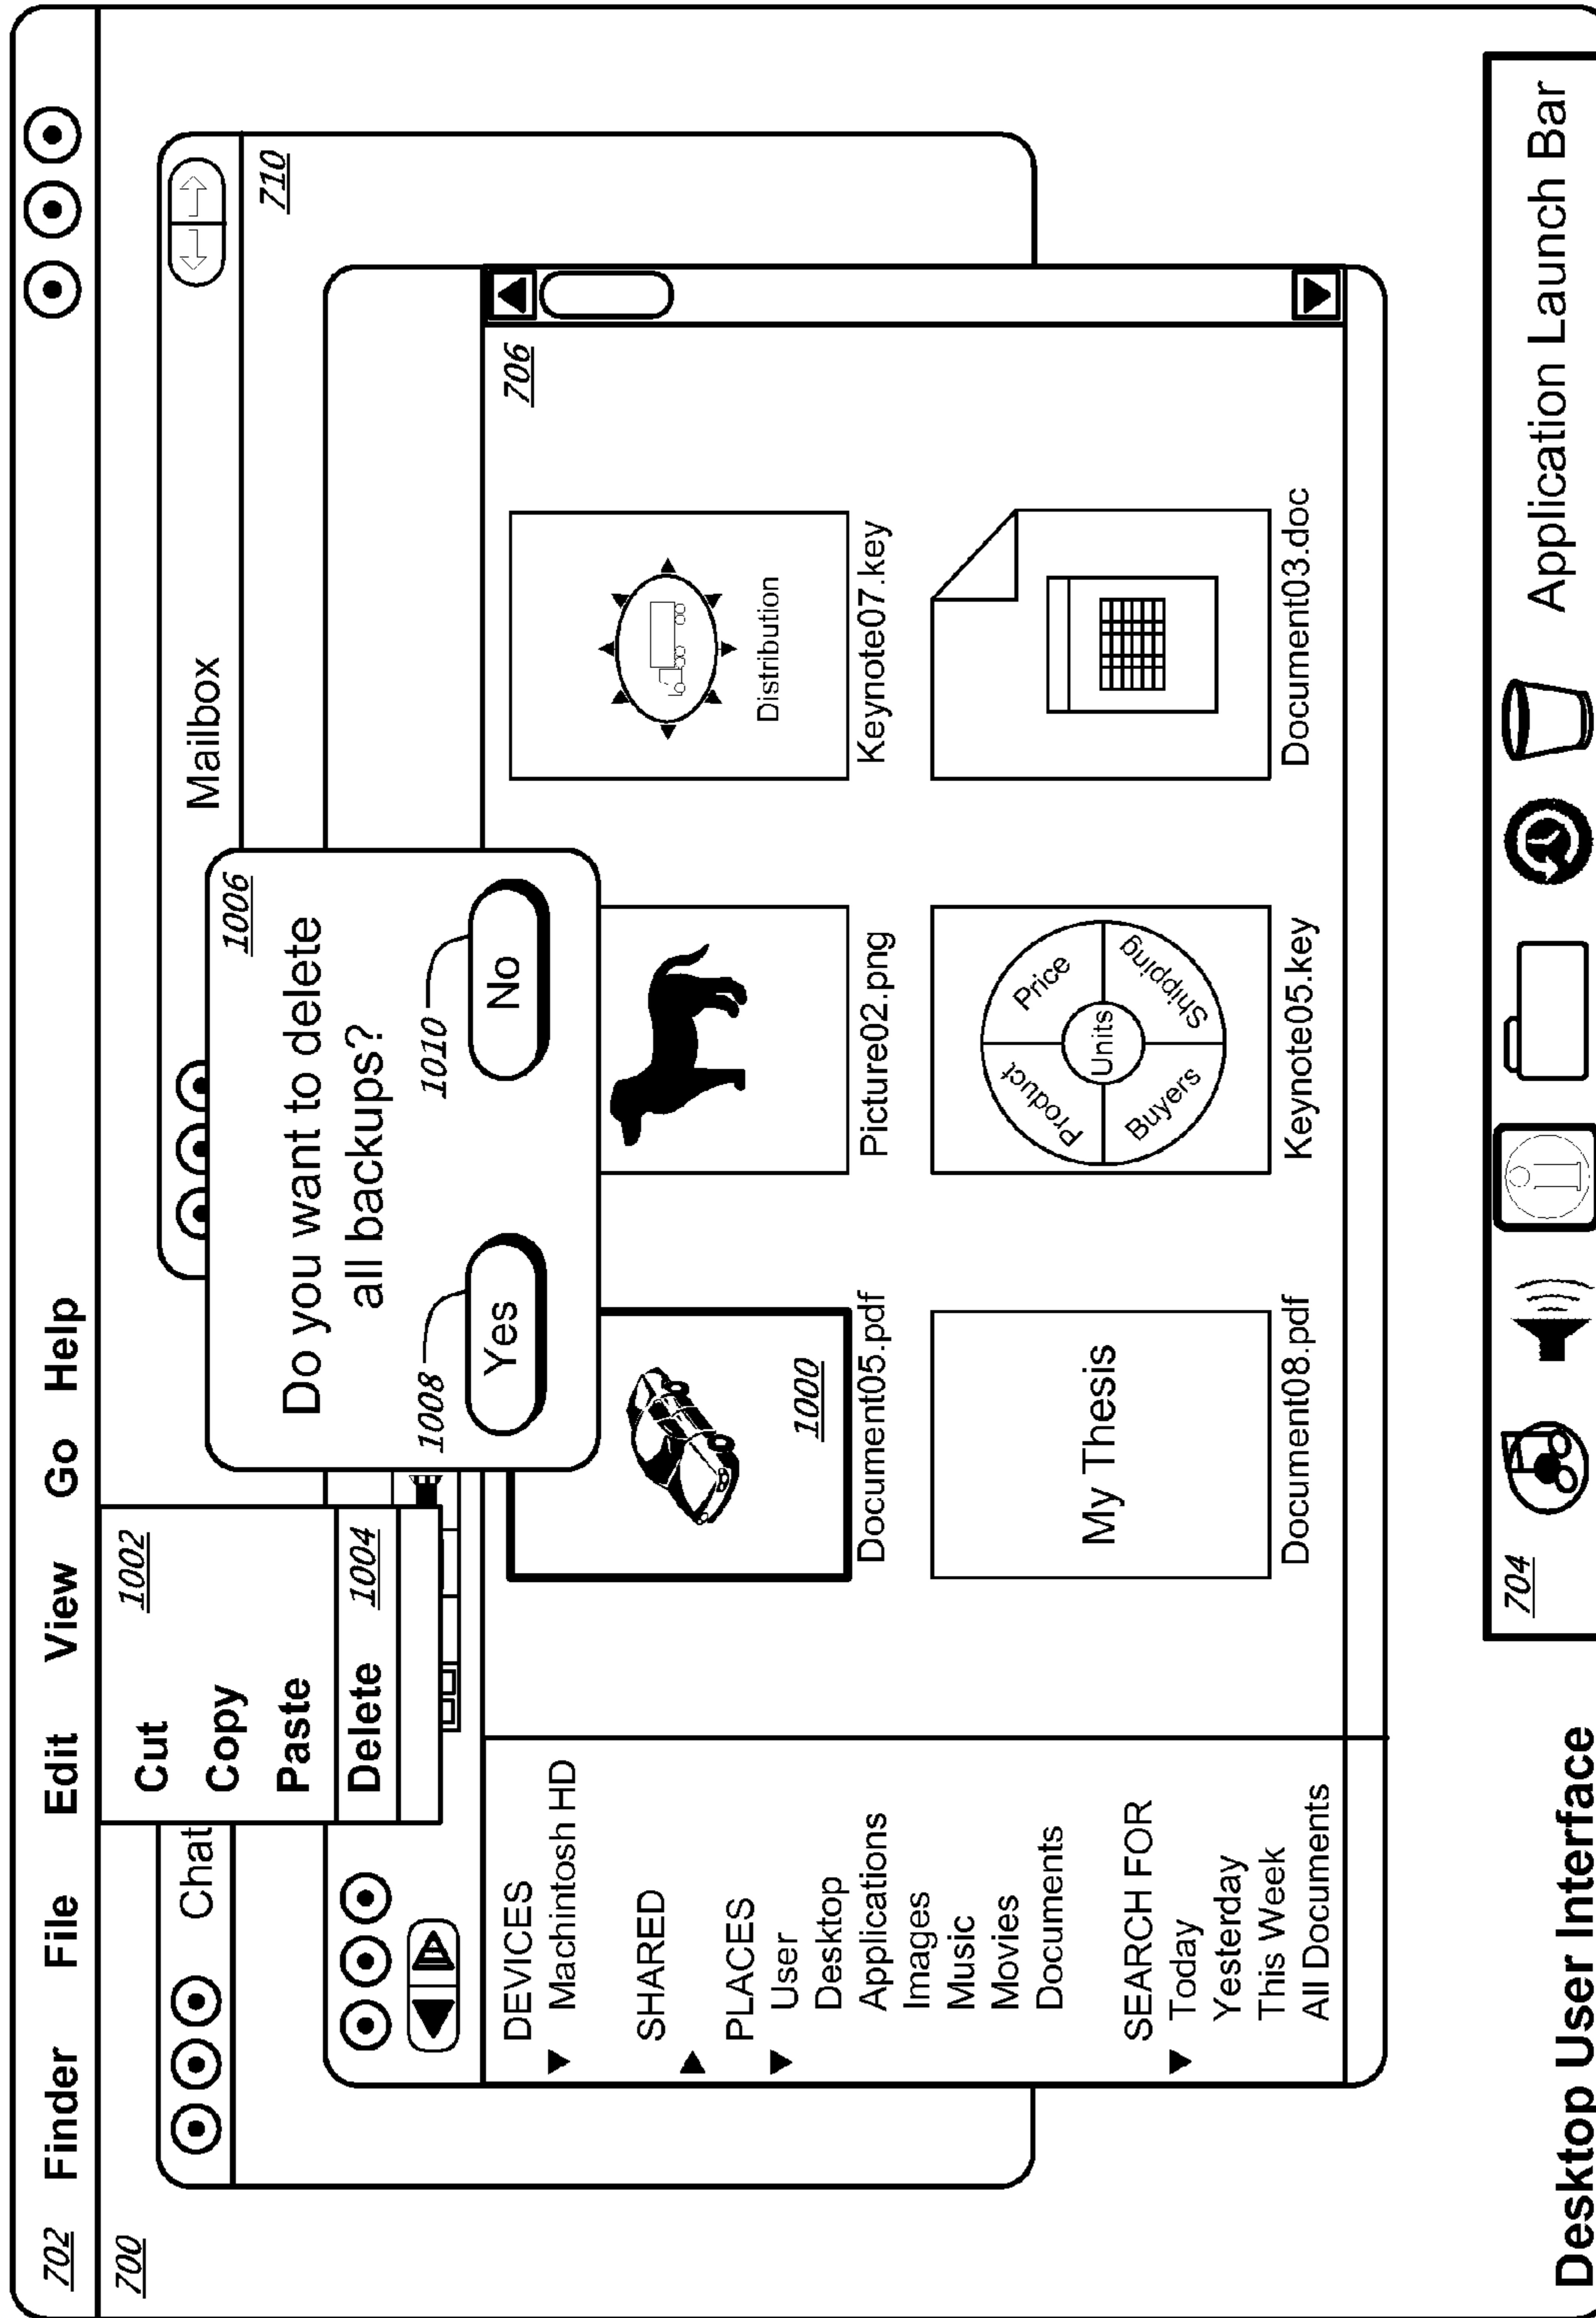 702 Finder File Edit View Go Help
700
Chat
Mailbox
710
Cut
1002
Copy
Paste
Delete 1004
1006
Do you want to delete
all backups?
1008
1010
Yes
No
706
DEVICES
Machintosh HD
SHARED
PLACES
User
Desktop
Applications
Images
Music
Movies
Documents
SEARCH FOR
Today
Yesterday
This Week
All Documents
1000
Document05.pdf
Picture02.png
Distribution
Keynote07.key
My Thesis
Document08.pdf
Product
Price
Units
Buyers
Shipping
Keynote05.key
Document03.doc
704
Application Launch Bar
Desktop User Interface